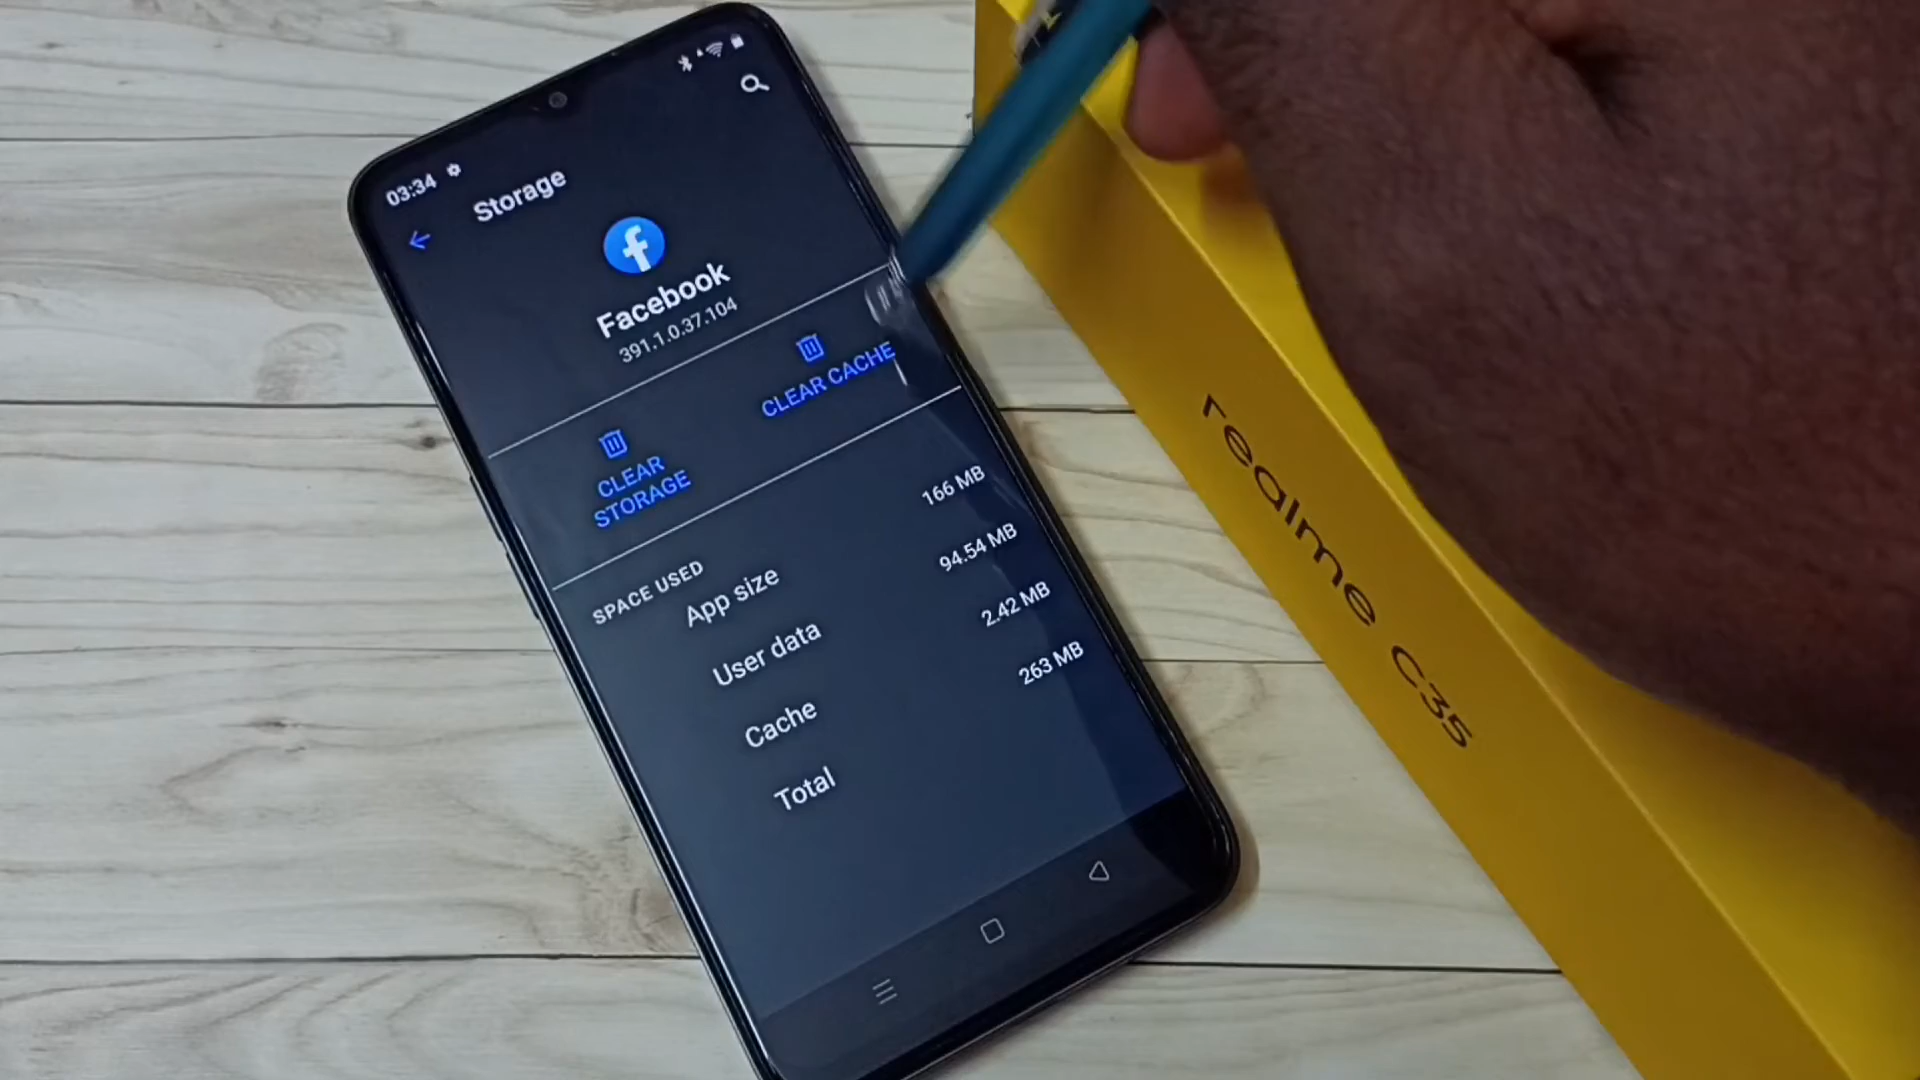 03:34
Storage
Facebook
391.1.0.37.104
CLEAR STORAGE
CLEAR CACHE
SPACE USED
App size 166 MB
User data 94.54 MB
Cache 2.42 MB
Total 263 MB
realme C35